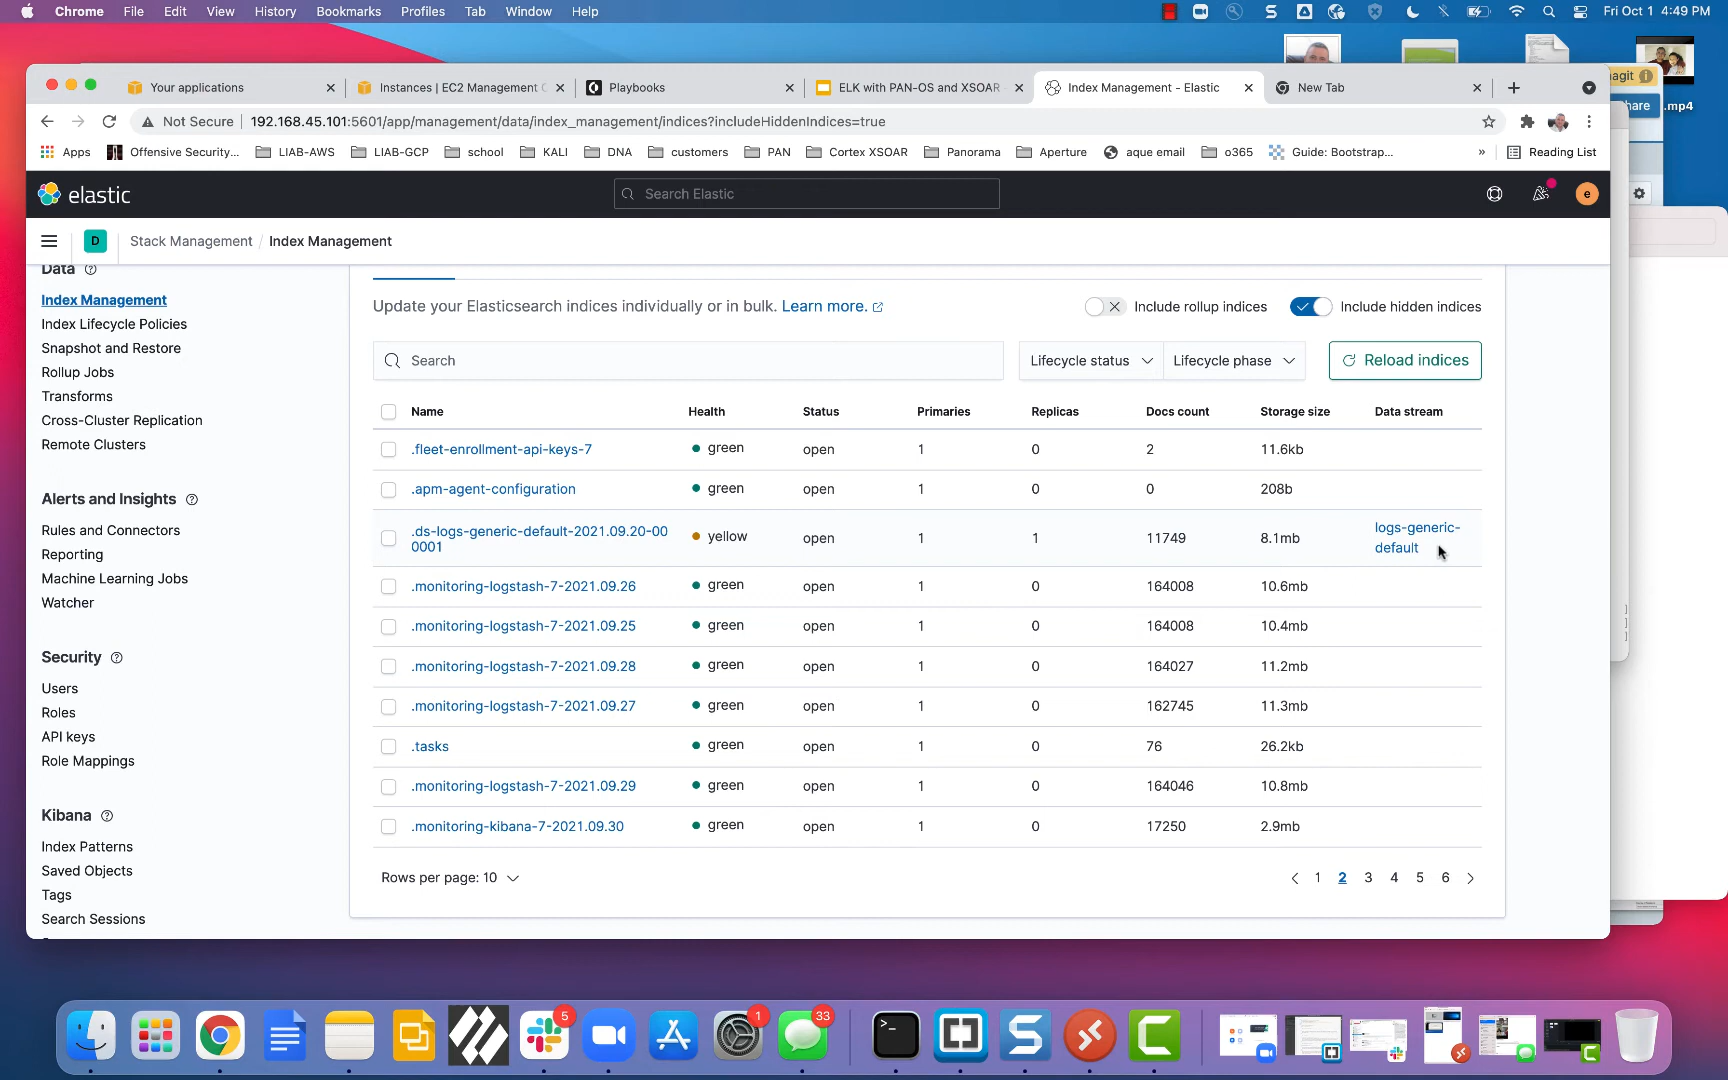 Chrome File Edit View History Bookmarks Profiles Tab Window Help
Fri Oct 1 4:49 PM
Your applications
Instances | EC2 Management C
Playbooks
ELK with PAN-OS and XSOAR
Index Management - Elastic
New Tab
agit
Not Secure
192.168.45.101:5601/app/management/data/index_management/indices?includeHiddenIndices=true
hare
.mp4
Apps
Offensive Security...
LIAB-AWS
LIAB-GCP
school
KALI
DNA
customers
PAN
Cortex XSOAR
Panorama
Aperture
aque email
o365
Guide: Bootstrap...
»
Reading List
elastic
Search Elastic
e
D
Stack Management / Index Management
Data
Index Management
Index Lifecycle Policies
Snapshot and Restore
Rollup Jobs
Transforms
Cross-Cluster Replication
Remote Clusters
Alerts and Insights
Rules and Connectors
Reporting
Machine Learning Jobs
Watcher
Security
Users
Roles
API keys
Role Mappings
Kibana
Index Patterns
Saved Objects
Tags
Search Sessions
Update your Elasticsearch indices individually or in bulk. Learn more.
Include rollup indices
Include hidden indices
Search
Lifecycle status
Lifecycle phase
Reload indices
Name Health Status Primaries Replicas Docs count Storage size Data stream
.fleet-enrollment-api-keys-7 green open 1 0 2 11.6kb
.apm-agent-configuration green open 1 0 0 208b
.ds-logs-generic-default-2021.09.20-00
0001
yellow open 1 1 11749 8.1mb
logs-generic-
default
.monitoring-logstash-7-2021.09.26 green open 1 0 164008 10.6mb
.monitoring-logstash-7-2021.09.25 green open 1 0 164008 10.4mb
.monitoring-logstash-7-2021.09.28 green open 1 0 164027 11.2mb
.monitoring-logstash-7-2021.09.27 green open 1 0 162745 11.3mb
.tasks green open 1 0 76 26.2kb
.monitoring-logstash-7-2021.09.29 green open 1 0 164046 10.8mb
.monitoring-kibana-7-2021.09.30 green open 1 0 17250 2.9mb
Rows per page: 10
1 2 3 4 5 6
5
1
33